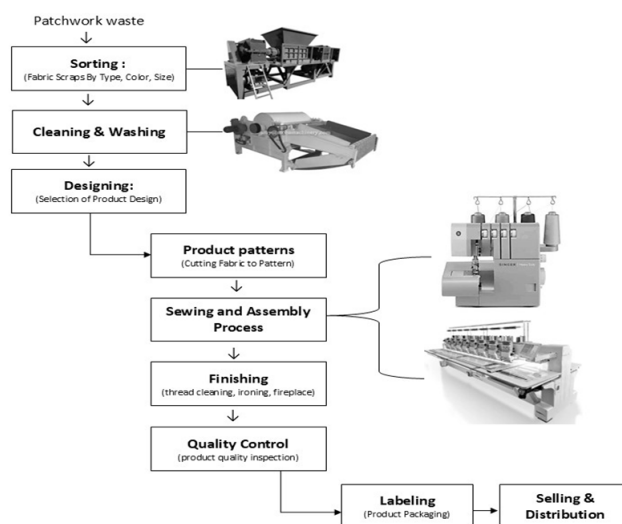 Patchwork waste
Sorting :
(Fabric Scraps By Type, Color, Size)
Cleaning & Washing
Designing:
(Selection of Product Design)
Product patterns
(Cutting Fabric to Pattern)
Sewing and Assembly
Process
Finishing
(thread cleaning, ironing, fireplace)
Quality Control
(product quality inspection)
Labeling
(Product Packaging)
Selling &
Distribution